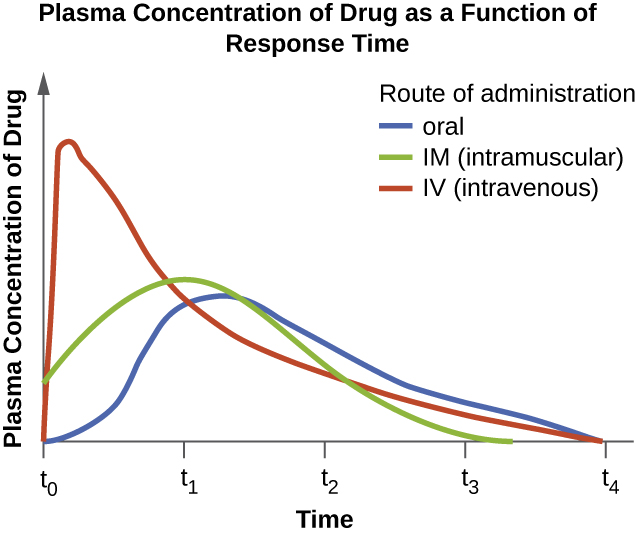 Plasma Concentration of Drug as a Function of
Response Time
Plasma Concentration of Drug
Route of administration
oral
IM (intramuscular)
IV (intravenous)
t0 t1 t2 t3 t4
Time